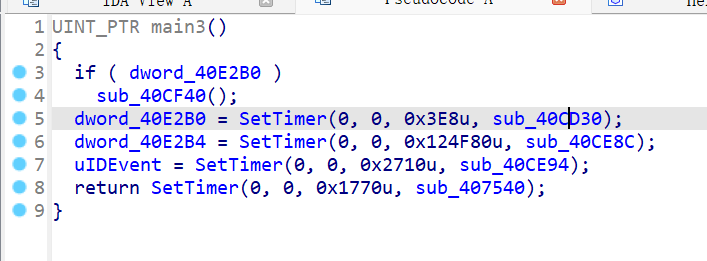 IDA View A
Pseudocode A
1 UINT_PTR main3()
2 {
3 if ( dword_40E2B0 )
4 sub_40CF40();
5 dword_40E2B0 = SetTimer(0, 0, 0x3E8u, sub_40CD30);
6 dword_40E2B4 = SetTimer(0, 0, 0x124F80u, sub_40CE8C);
7 uIDEvent = SetTimer(0, 0, 0x2710u, sub_40CE94);
8 return SetTimer(0, 0, 0x1770u, sub_407540);
9 }